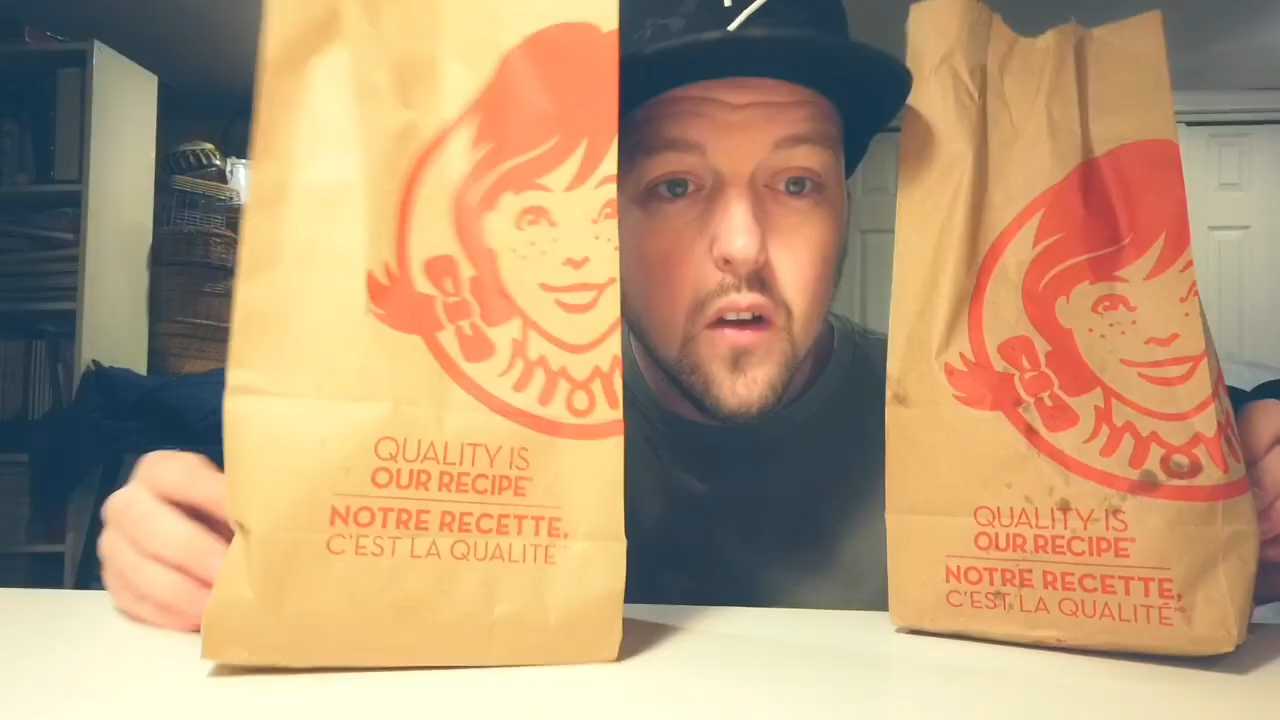 QUALITY IS
OUR RECIPE®
NOTRE RECETTE,
C'EST LA QUALITÉ
QUALITY IS
OUR RECIPE®
NOTRE RECETTE,
C'EST LA QUALITÉ